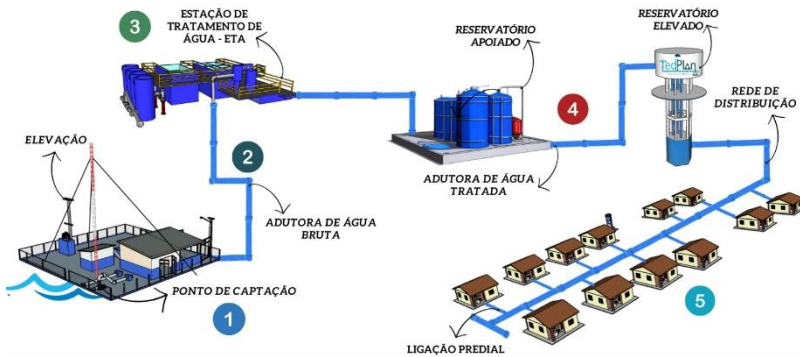 3
ESTAÇÃO DE
TRATAMENTO DE
ÁGUA - ETA
RESERVATÓRIO
APOIADO
RESERVATÓRIO
ELEVADO
TedPlan
REDE DE
DISTRIBUIÇÃO
4
ELEVAÇÃO
2
ADUTORA DE ÁGUA
TRATADA
ADUTORA DE ÁGUA
BRUTA
PONTO DE CAPTAÇÃO
1
5
LIGAÇÃO PREDIAL